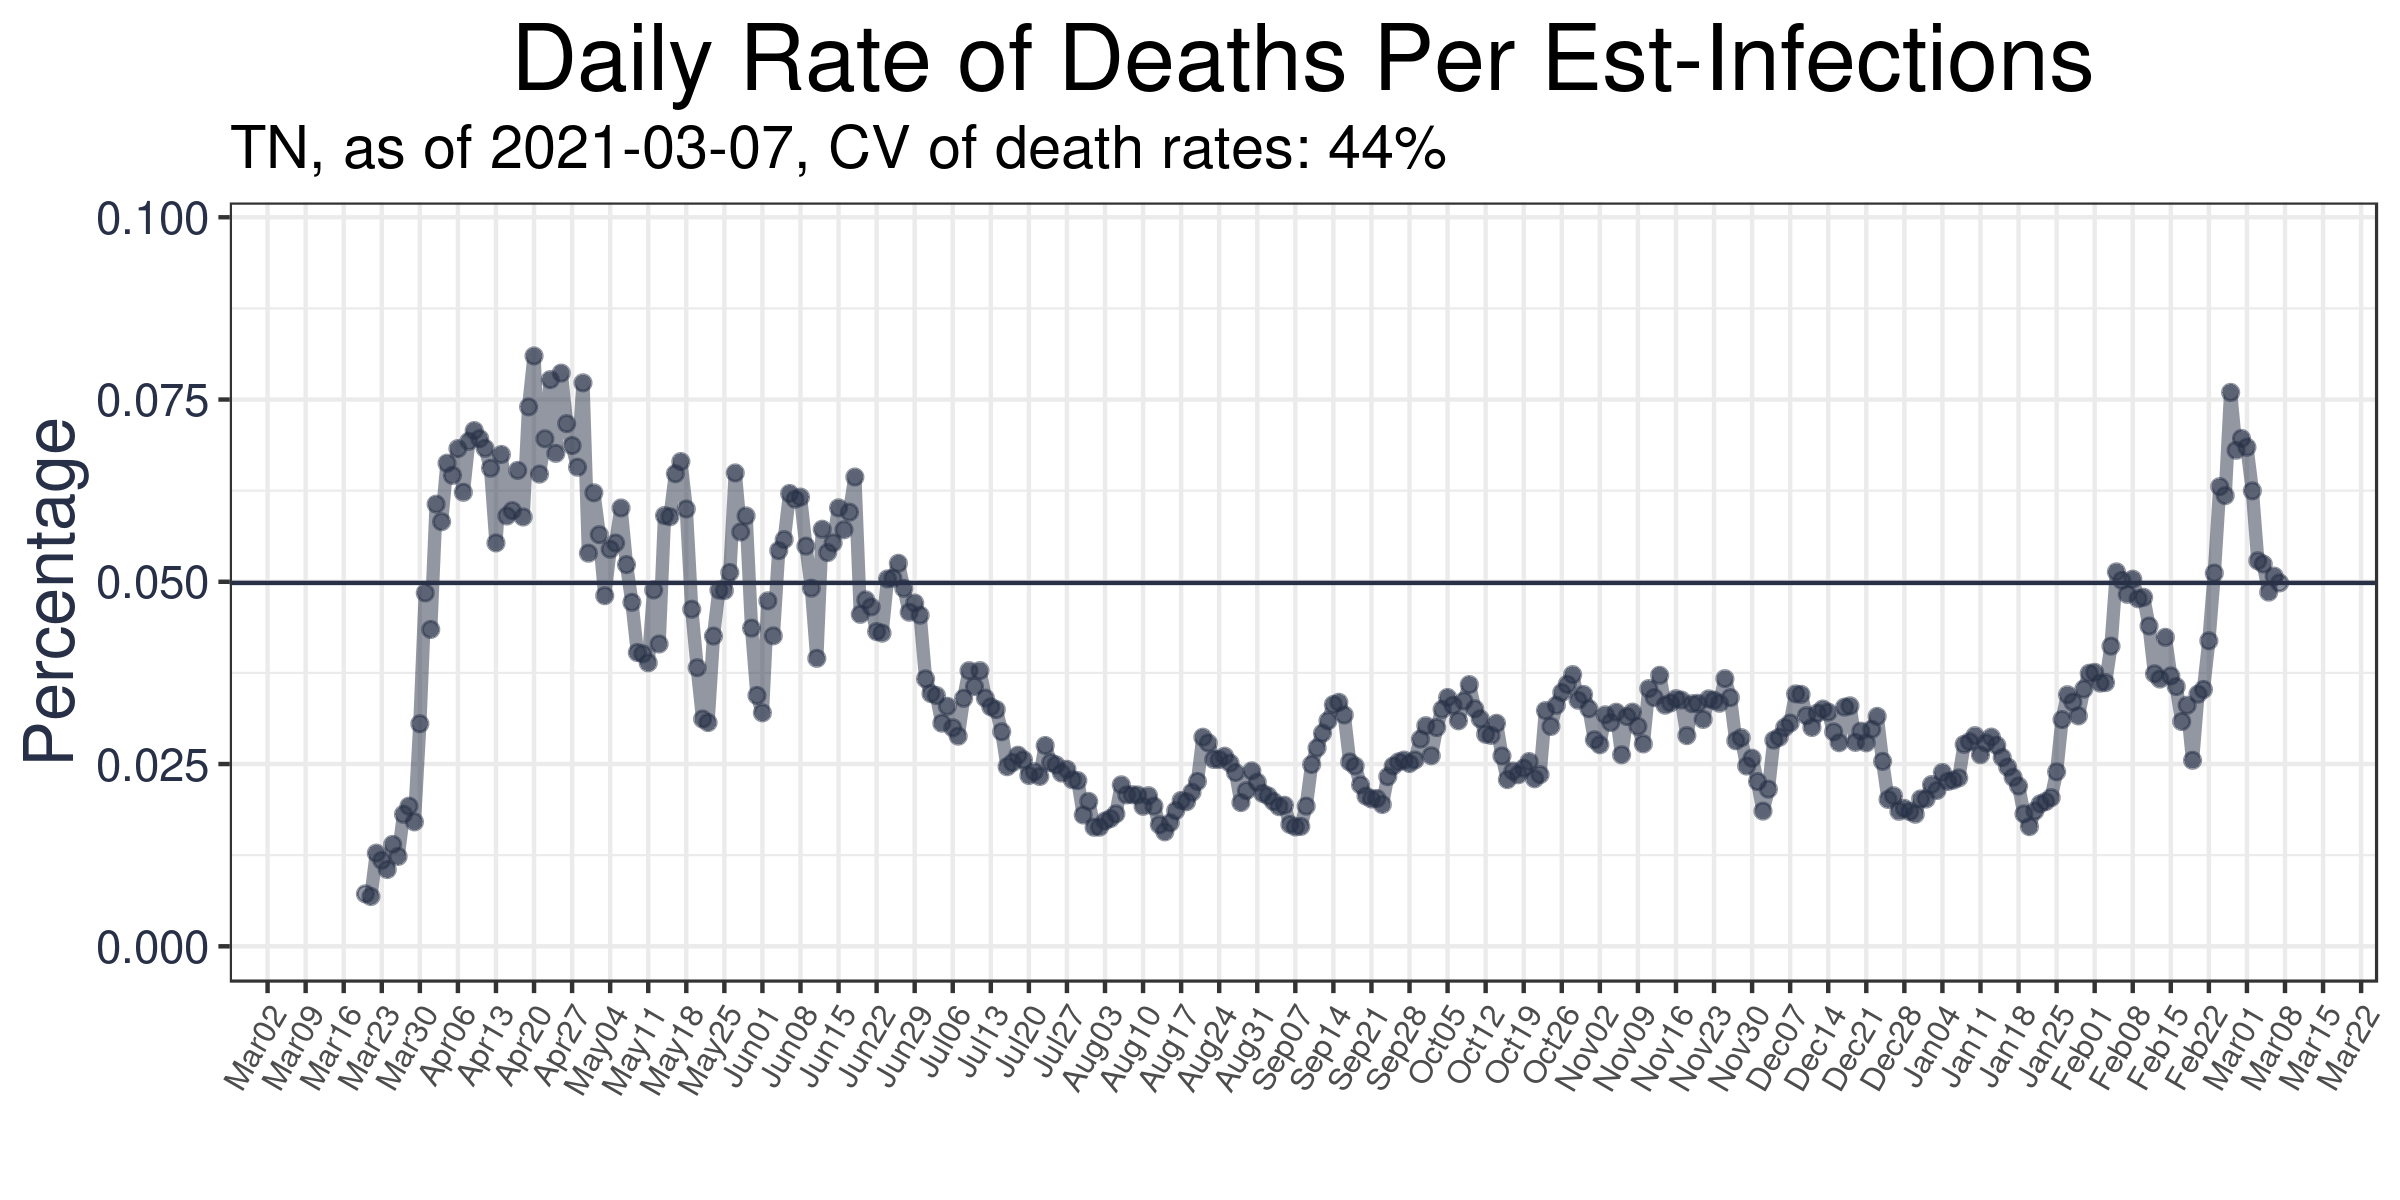 Daily Rate of Deaths Per Est-Infections
TN, as of 2021-03-07, CV of death rates: 44%
Percentage
0.100
0.075
0.050
0.025
0.000
Mar02
Mar09
Mar16
Mar23
Mar30
Apr06
Apr13
Apr20
Apr27
May04
May11
May18
May25
Jun01
Jun08
Jun15
Jun22
Jun29
Jul06
Jul13
Jul20
Jul27
Aug03
Aug10
Aug17
Aug24
Aug31
Sep07
Sep14
Sep21
Sep28
Oct05
Oct12
Oct19
Oct26
Nov02
Nov09
Nov16
Nov23
Nov30
Dec07
Dec14
Dec21
Dec28
Jan04
Jan11
Jan18
Jan25
Feb01
Feb08
Feb15
Feb22
Mar01
Mar08
Mar15
Mar22